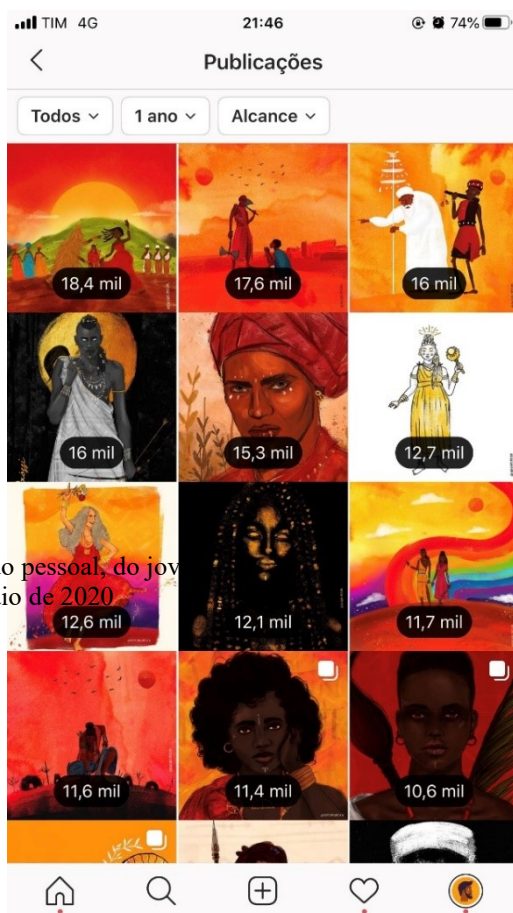 TIM 4G 21:46 74%
Publicações
Todos 1 ano Alcance
18,4 mil 17,6 mil 16 mil
16 mil 15,3 mil 12,7 mil
o pessoal, do jov
io de 2020
12,6 mil 12,1 mil 11,7 mil
11,6 mil 11,4 mil 10,6 mil